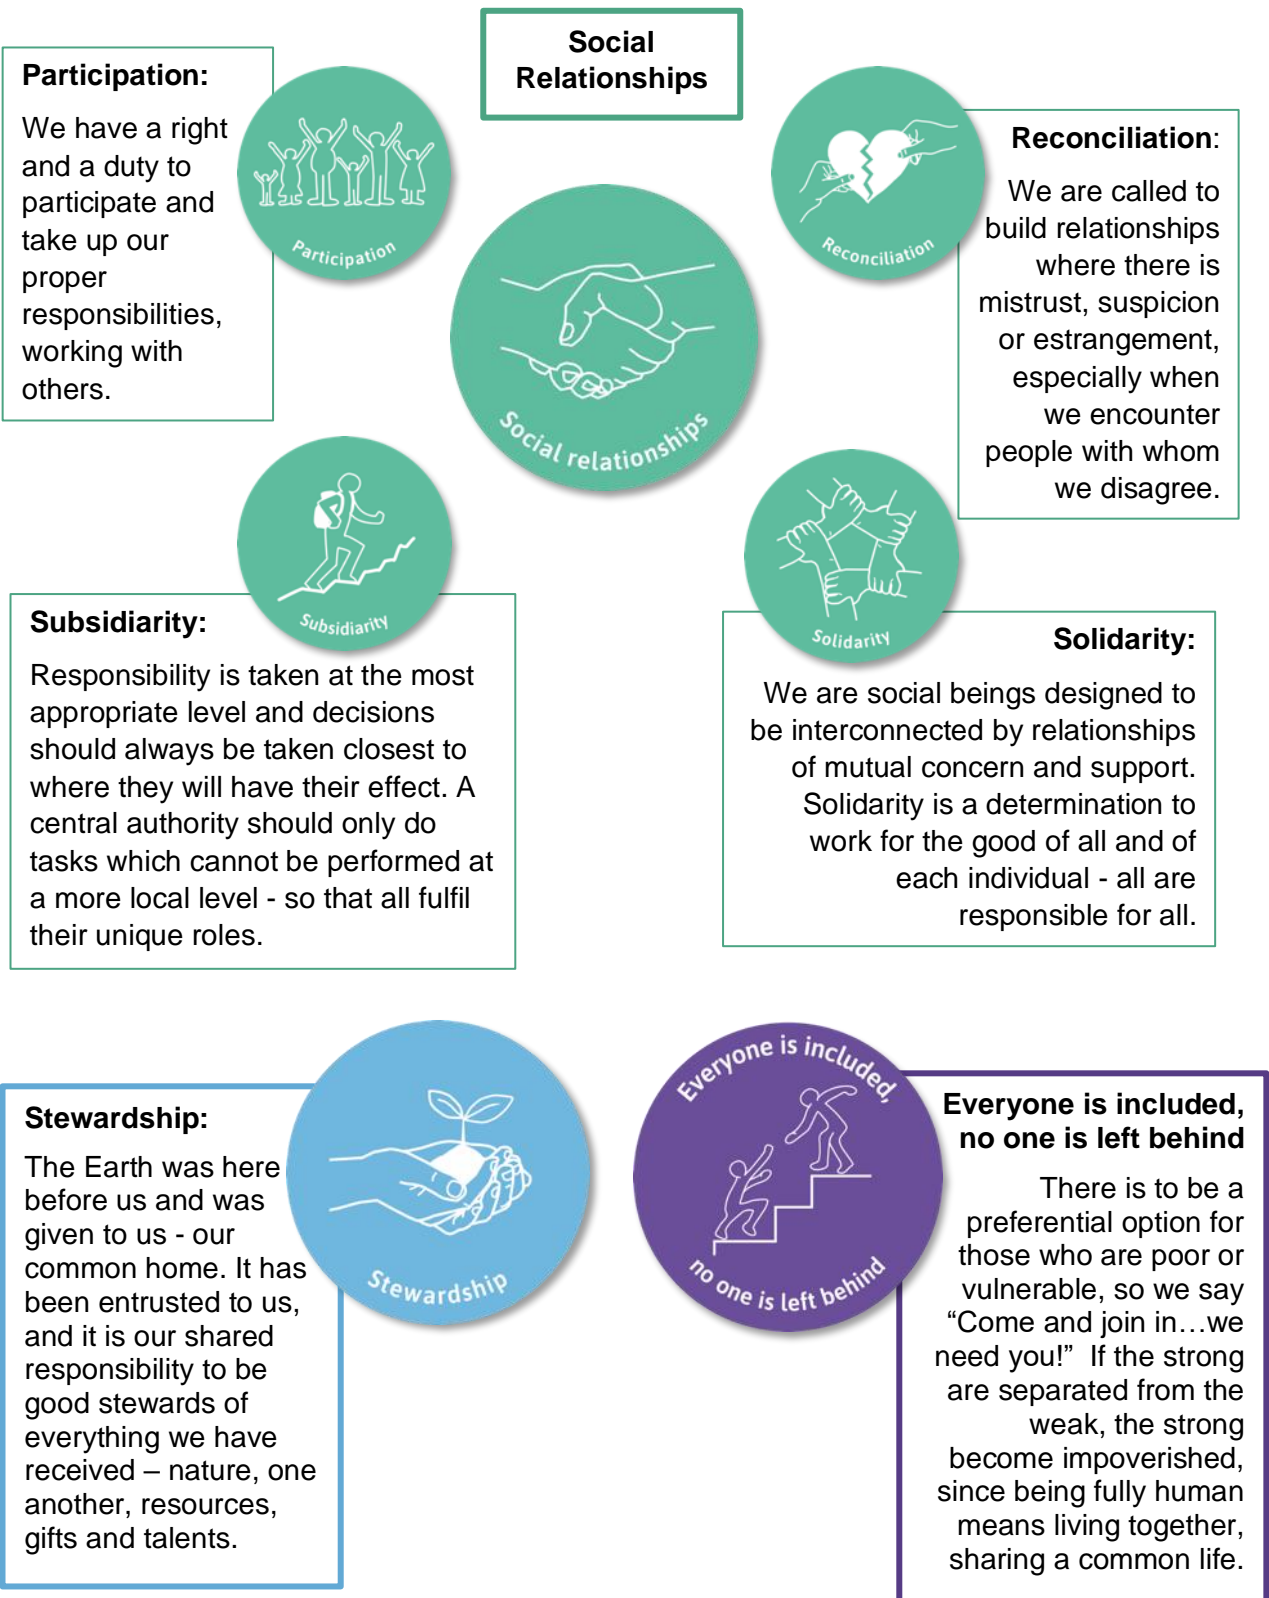 Social
Relationships
Participation:
We have a right
and a duty to
participate and
take up our
proper
responsibilities,
working with
others.
Participation
Social relationships
Reconciliation
Reconciliation:
We are called to
build relationships
where there is
mistrust, suspicion
or estrangement,
especially when
we encounter
people with whom
we disagree.
Subsidiarity
Subsidiarity:
Responsibility is taken at the most
appropriate level and decisions
should always be taken closest to
where they will have their effect. A
central authority should only do
tasks which cannot be performed at
a more local level - so that all fulfil
their unique roles.
Solidarity
Solidarity:
We are social beings designed to
be interconnected by relationships
of mutual concern and support.
Solidarity is a determination to
work for the good of all and of
each individual - all are
responsible for all.
Stewardship:
The Earth was here
before us and was
given to us - our
common home. It has
been entrusted to us,
and it is our shared
responsibility to be
good stewards of
everything we have
received – nature, one
another, resources,
gifts and talents.
Stewardship
Everyone is included,
no one is left behind
Everyone is included,
no one is left behind
There is to be a
preferential option for
those who are poor or
vulnerable, so we say
“Come and join in…we
need you!”  If the strong
are separated from the
weak, the strong
become impoverished,
since being fully human
means living together,
sharing a common life.